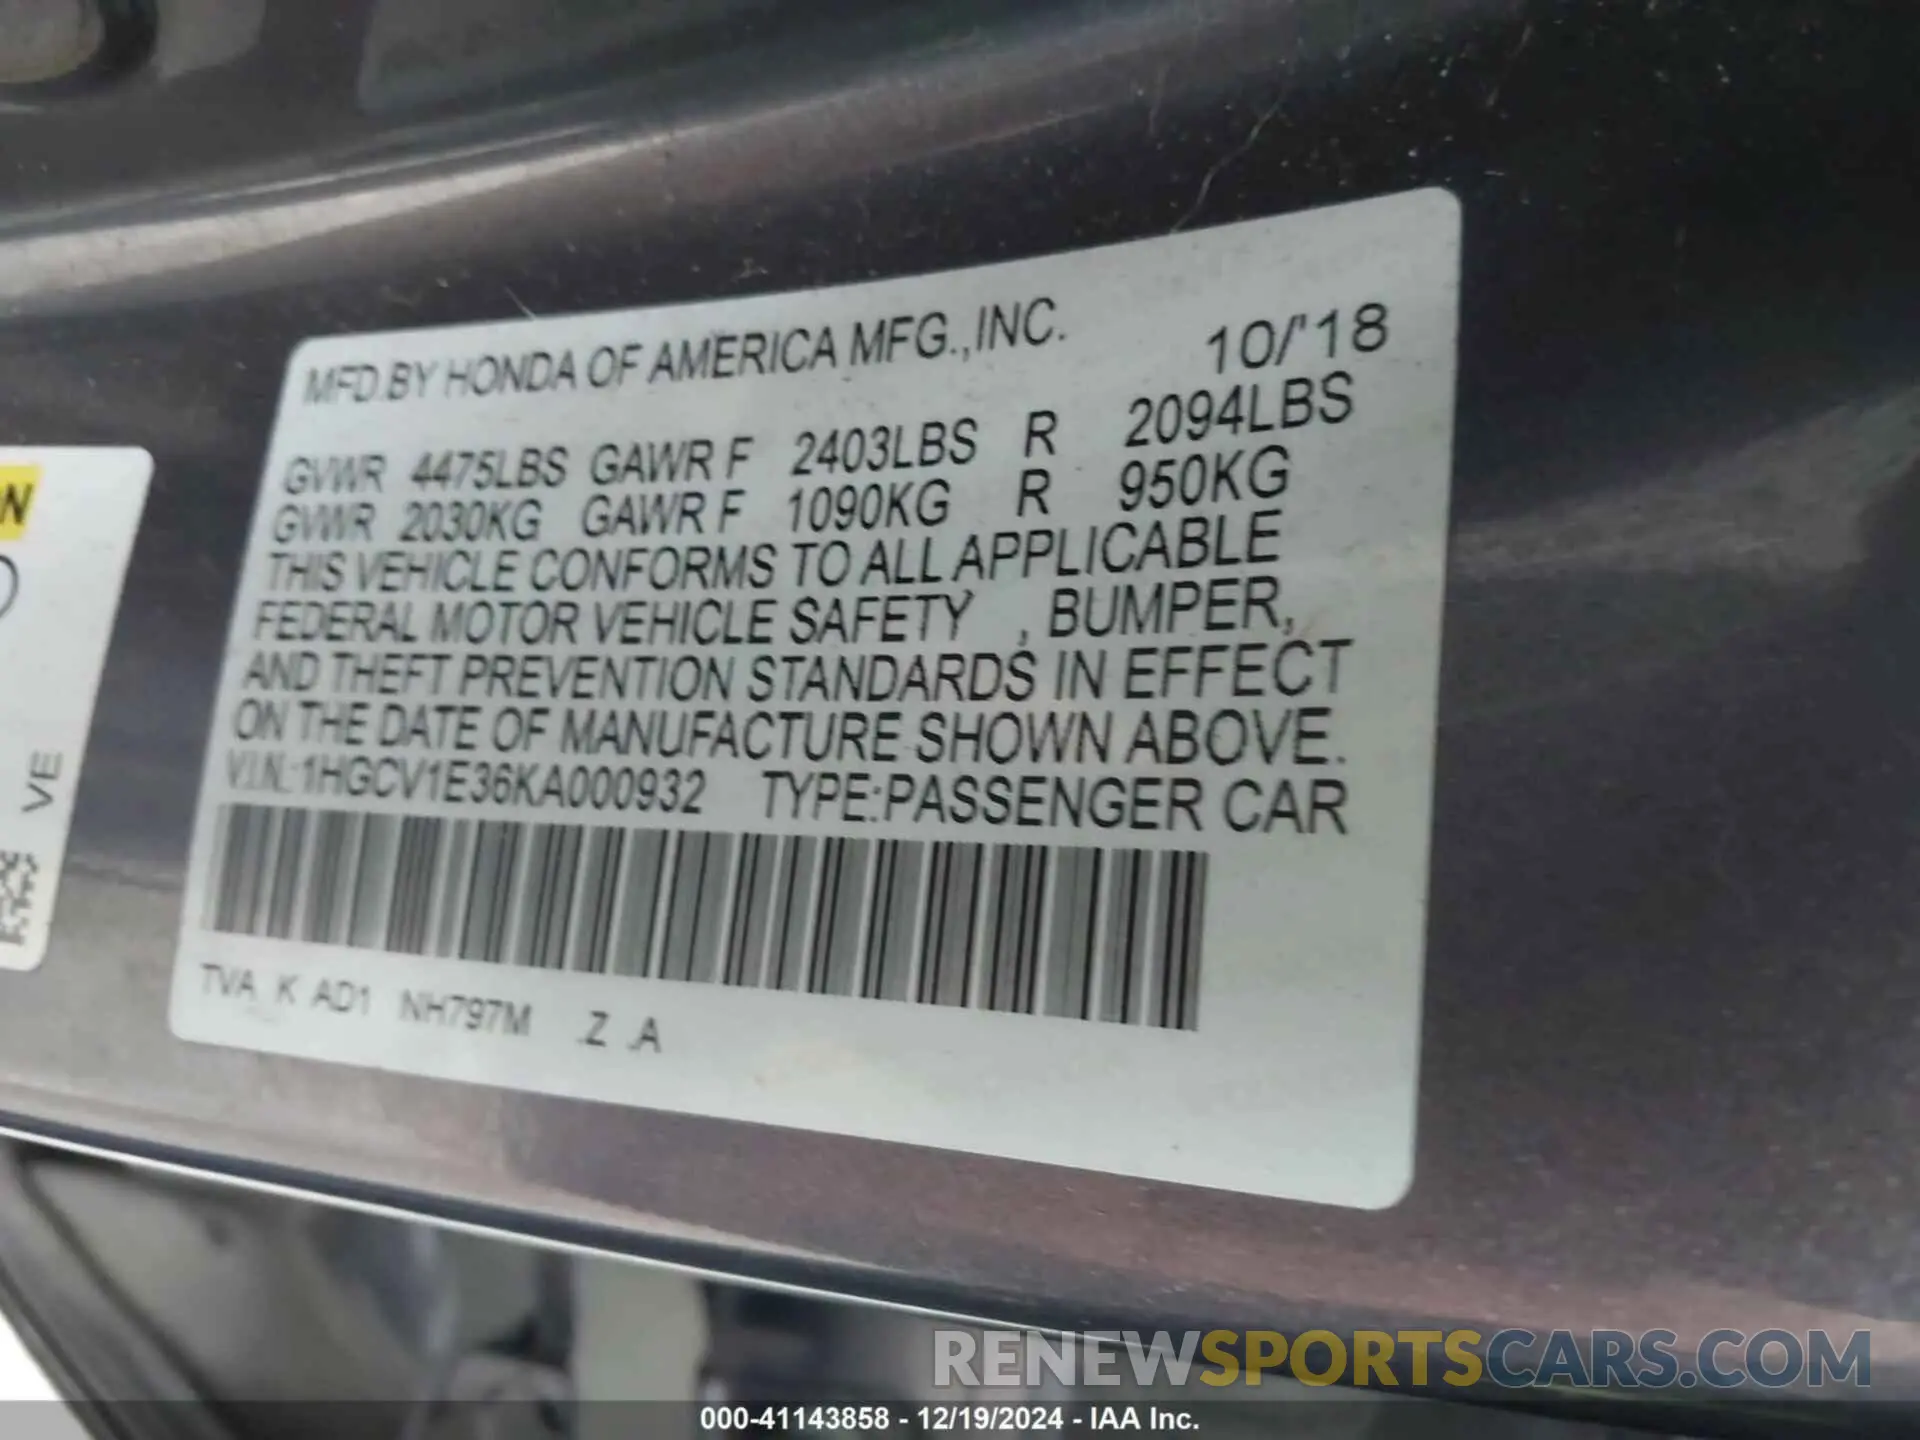 MFD.BY HONDA OF AMERICA MFG.,INC. 10/'18
GVWR 4475LBS GAWR F 2403LBS R 2094LBS
GVWR 2030KG GAWR F 1090KG R 950KG
THIS VEHICLE CONFORMS TO ALL APPLICABLE
FEDERAL MOTOR VEHICLE SAFETY , BUMPER,
AND THEFT PREVENTION STANDARDS IN EFFECT
ON THE DATE OF MANUFACTURE SHOWN ABOVE.
V.I.N.:1HGCV1E36KA000932 TYPE:PASSENGER CAR
TVA K AD1 NH797M .Z .A
VE
RENEWSPORTSCARS.COM
000-41143858 - 12/19/2024 - IAA Inc.